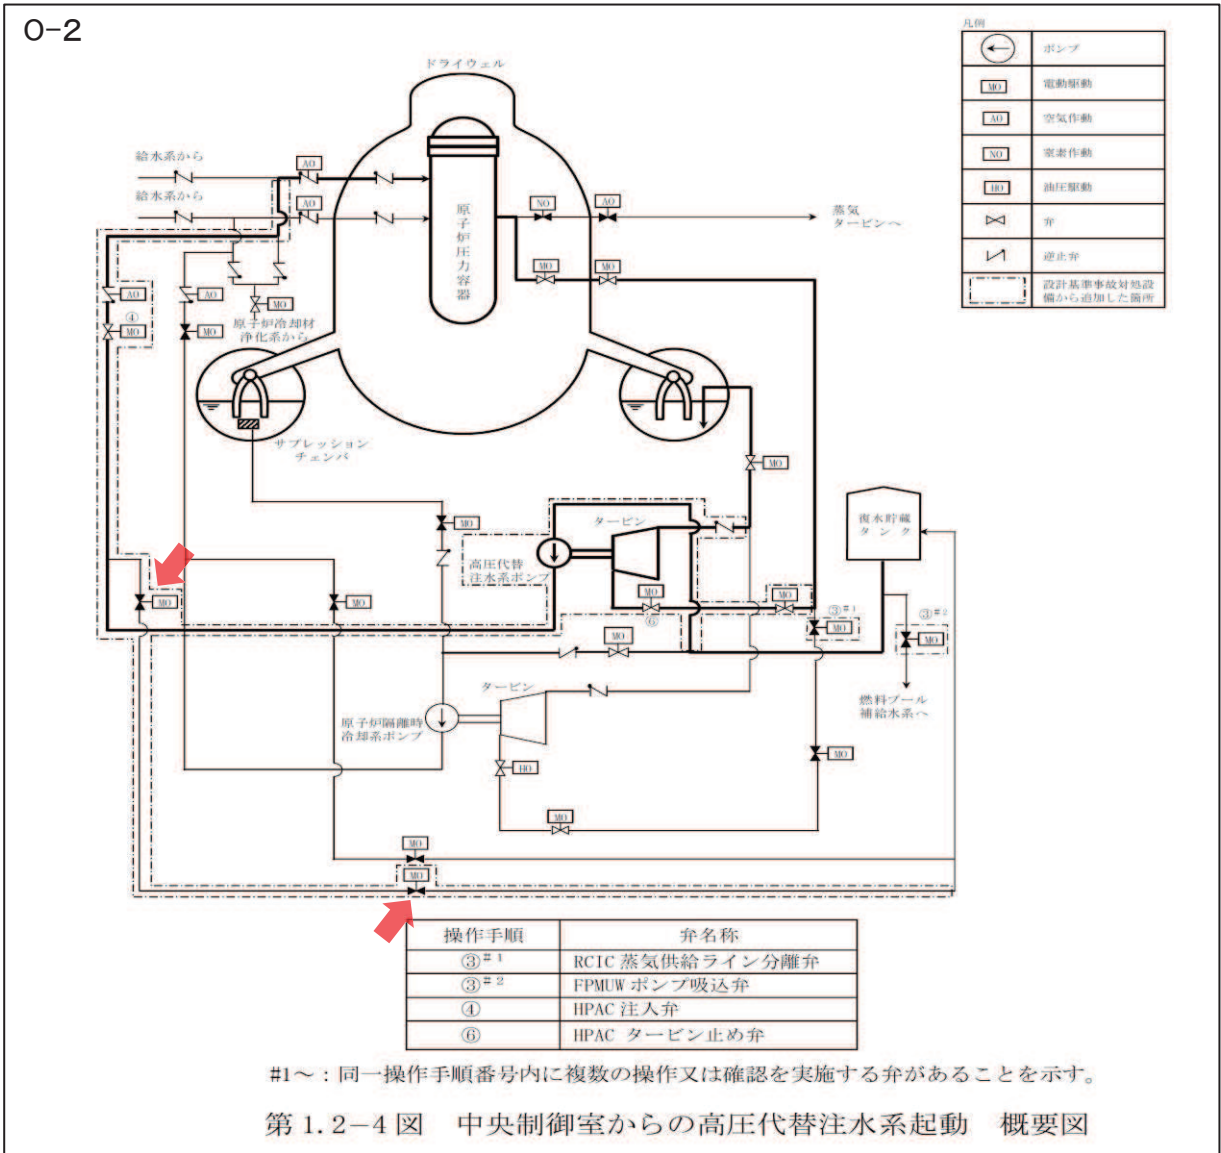 O-2
凡例
ポンプ
MO
電動駆動
AO
空気作動
NO
窒素作動
HO
油圧駆動
弁
逆止弁
設計基準事故対処設
備から追加した箇所
ドライウェル
給水系から
AO
給水系から
AO
原子炉圧力容器
NO
AO
蒸気
タービンへ
MO
MO
AO
④
MO
AO
MO
MO
原子炉冷却材
浄化系から
サプレッション
チェンバ
MO
復水貯蔵
タンク
MO
タービン
高圧代替
注水系ポンプ
MO
MO
MO
MO
⑥
③#1
MO
③#2
MO
MO
燃料プール
補給水系へ
タービン
原子炉隔離時
冷却系ポンプ
HO
MO
MO
MO
MO
操作手順 弁名称
③#1 RCIC 蒸気供給ライン分離弁
③#2 FPMUW ポンプ吸込弁
④ HPAC 注入弁
⑥ HPAC タービン止め弁
#1～：同一操作手順番号内に複数の操作又は確認を実施する弁があることを示す。
第 1.2-4 図 中央制御室からの高圧代替注水系起動 概要図